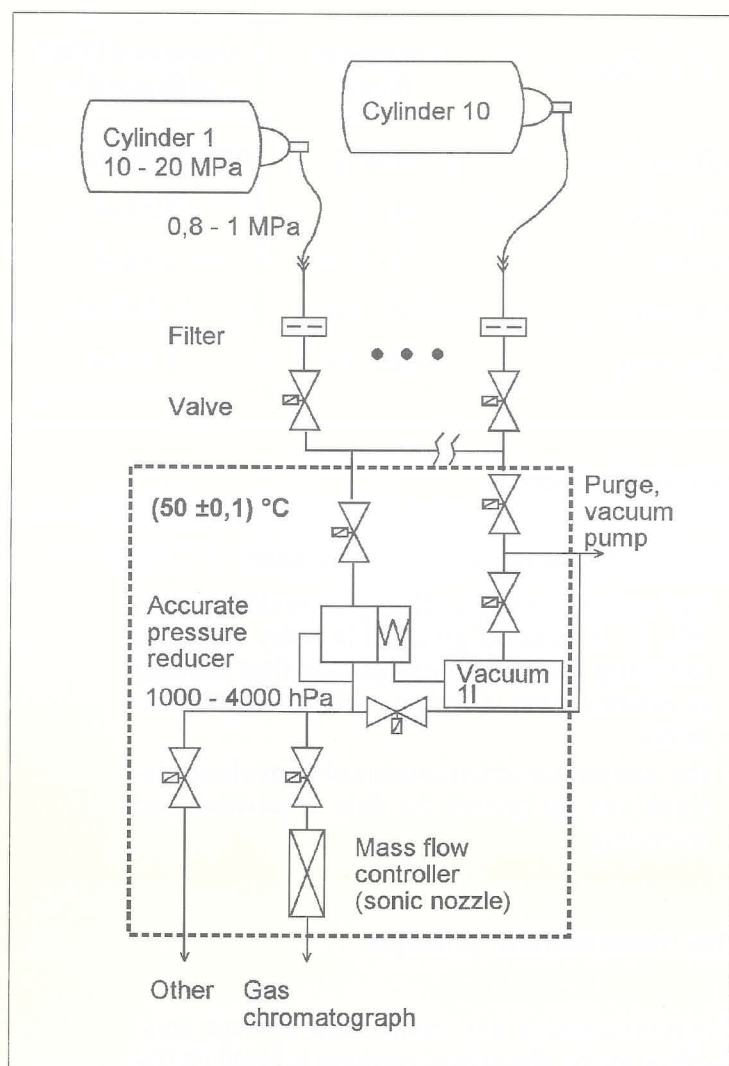 Cylinder 1
10 - 20 MPa
Cylinder 10
0,8 - 1 MPa
Filter
Valve
(50 ±0,1) °C
Purge,
vacuum
pump
Accurate
pressure
reducer
Vacuum
1l
1000 - 4000 hPa
Mass flow
controller
(sonic nozzle)
Other
Gas
chromatograph